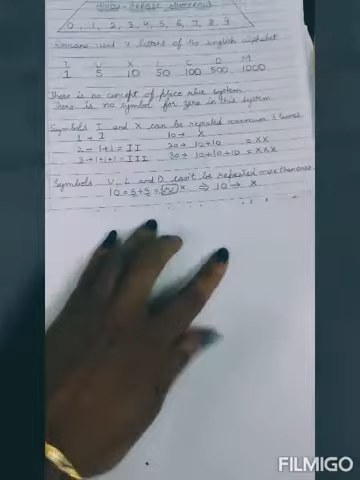 HINDU-ARABIC NUMERALS
0, 1, 2, 3, 4, 5, 6, 7, 8, 9
Romans used 7 letters of the english alphabet
I V X L C D M
1 5 10 50 100 500 1000
There is no concept of place value system
There is no symbol for zero in this system
Symbols I and X can be repeated maximum 3 times
1 → I 10 → X
2 → 1+1 = II 20 → 10+10 = XX
3 → 1+1+1 = III 30 → 10+10+10 = XXX
Symbols V, L and D can't be repeated more than once.
10 = 5+5 = VV x ⇒ 10 → X
FILMIGO